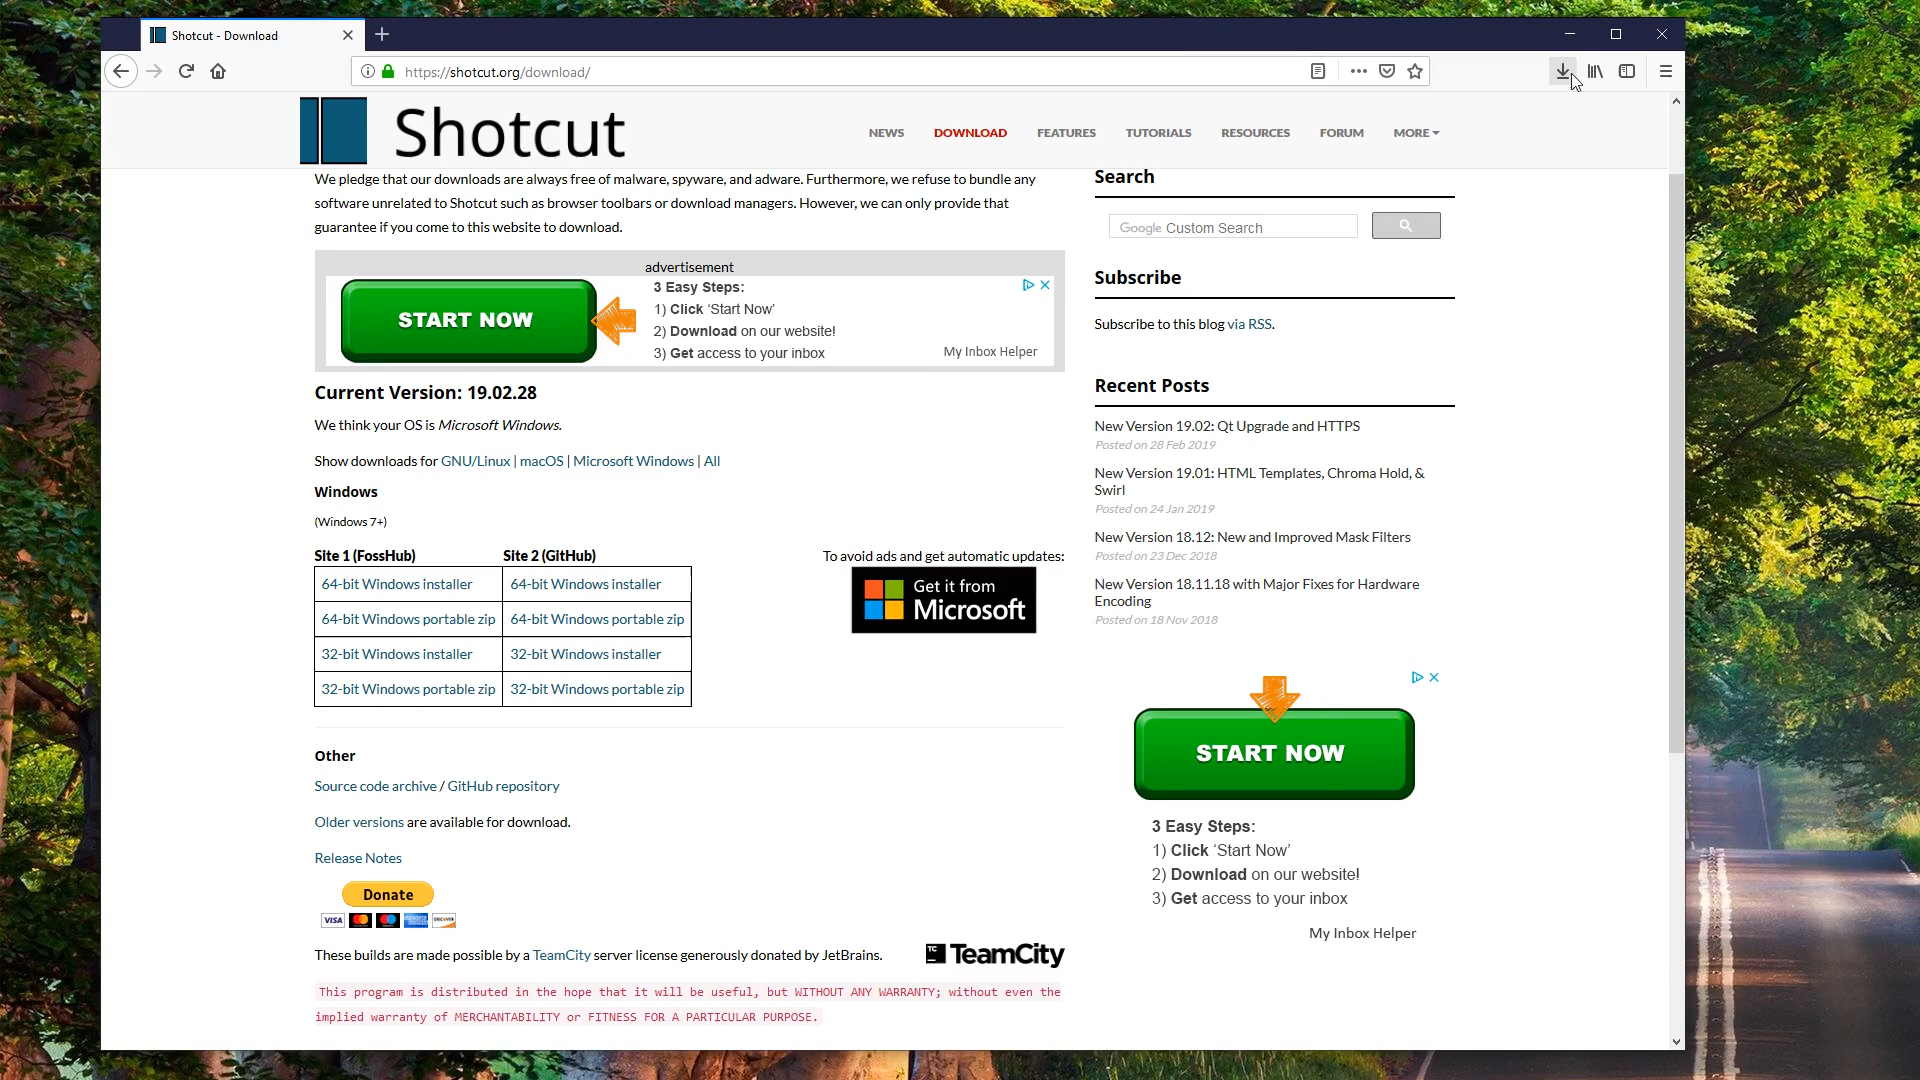 Shotcut - Download
https://shotcut.org/download/
Shotcut
NEWS DOWNLOAD FEATURES TUTORIALS RESOURCES FORUM MORE
We pledge that our downloads are always free of malware, spyware, and adware. Furthermore, we refuse to bundle any
software unrelated to Shotcut such as browser toolbars or download managers. However, we can only provide that
guarantee if you come to this website to download.
advertisement
START NOW
3 Easy Steps:
1) Click ‘Start Now’
2) Download on our website!
3) Get access to your inbox
My Inbox Helper
Current Version: 19.02.28
We think your OS is Microsoft Windows.
Show downloads for GNU/Linux | macOS | Microsoft Windows | All
Windows
(Windows 7+)
Site 1 (FossHub) Site 2 (GitHub)
64-bit Windows installer 64-bit Windows installer
64-bit Windows portable zip 64-bit Windows portable zip
32-bit Windows installer 32-bit Windows installer
32-bit Windows portable zip 32-bit Windows portable zip
To avoid ads and get automatic updates:
Get it from
Microsoft
Other
Source code archive / GitHub repository
Older versions are available for download.
Release Notes
Donate
VISA DISCOVER
These builds are made possible by a TeamCity server license generously donated by JetBrains.
TC TeamCity
This program is distributed in the hope that it will be useful, but WITHOUT ANY WARRANTY; without even the
implied warranty of MERCHANTABILITY or FITNESS FOR A PARTICULAR PURPOSE.
Search
Google Custom Search
Subscribe
Subscribe to this blog via RSS.
Recent Posts
New Version 19.02: Qt Upgrade and HTTPS
Posted on 28 Feb 2019
New Version 19.01: HTML Templates, Chroma Hold, &
Swirl
Posted on 24 Jan 2019
New Version 18.12: New and Improved Mask Filters
Posted on 23 Dec 2018
New Version 18.11.18 with Major Fixes for Hardware
Encoding
Posted on 18 Nov 2018
START NOW
3 Easy Steps:
1) Click ‘Start Now’
2) Download on our website!
3) Get access to your inbox
My Inbox Helper